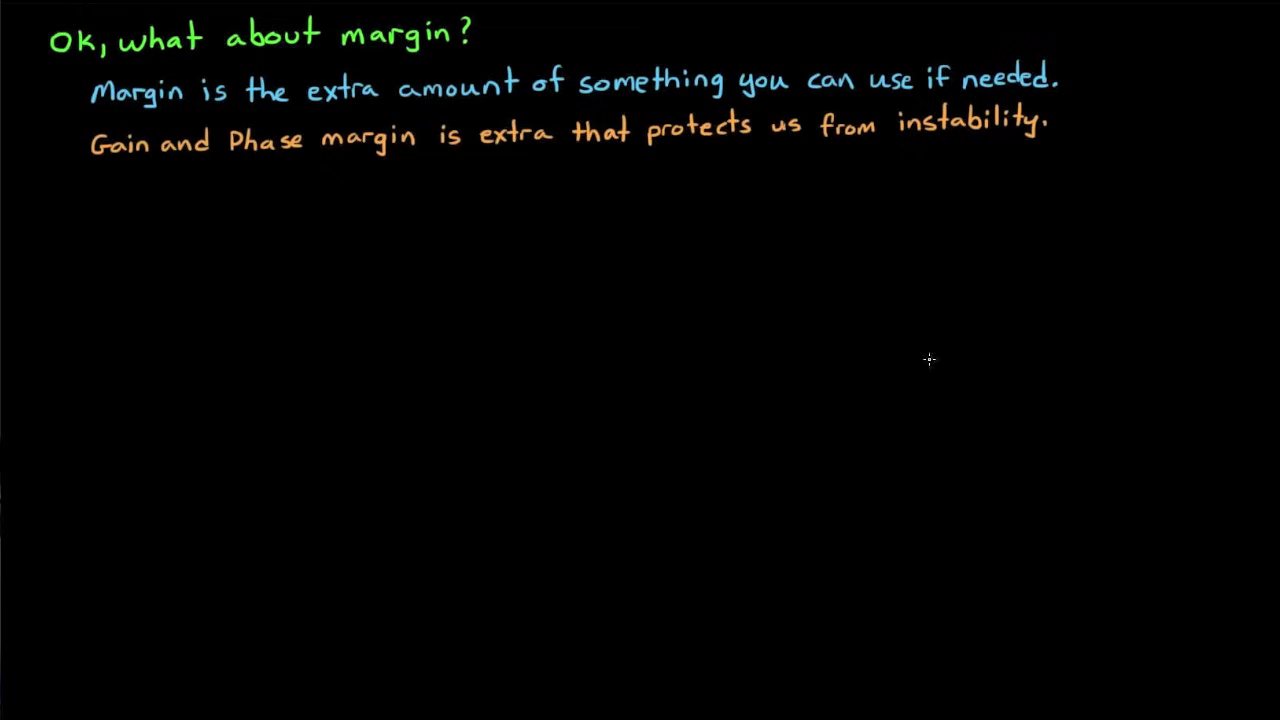 Ok, what about margin?
Margin is the extra amount of something you can use if needed.
Gain and Phase margin is extra that protects us from instability.